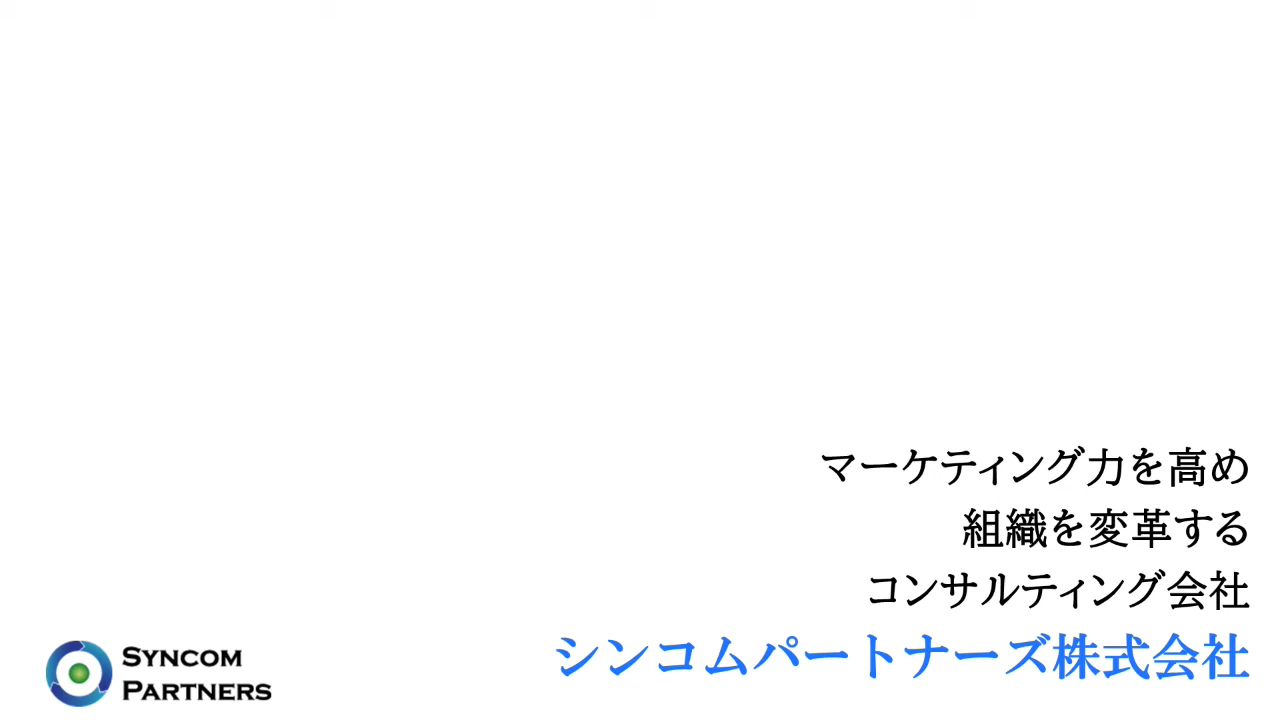 マーケティング力を高め
組織を変革する
コンサルティング会社
シンコムパートナーズ株式会社
SYNCOM
PARTNERS